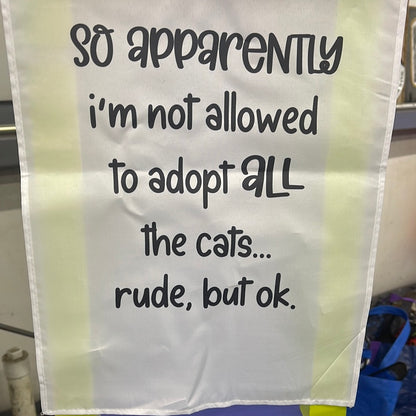 so apparently
i'm not allowed
to adopt all
the cats...
rude, but ok.